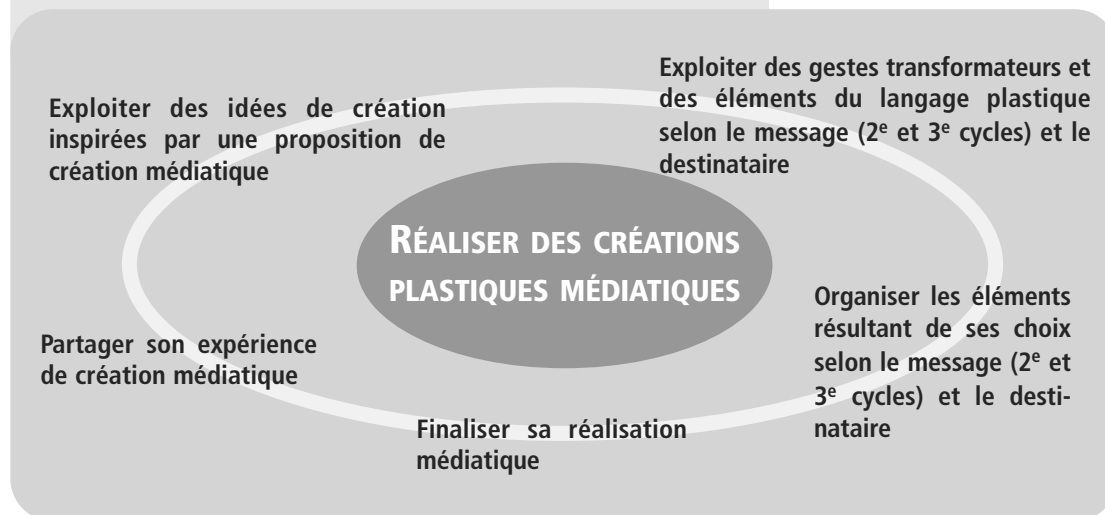 Exploiter des idées de création
inspirées par une proposition de
création médiatique
Exploiter des gestes transformateurs et
des éléments du langage plastique
selon le message (2e et 3e cycles) et le
destinataire
RÉALISER DES CRÉATIONS
PLASTIQUES MÉDIATIQUES
Organiser les éléments
résultant de ses choix
selon le message (2e et
3e cycles) et le desti-
nataire
Partager son expérience
de création médiatique
Finaliser sa réalisation
médiatique